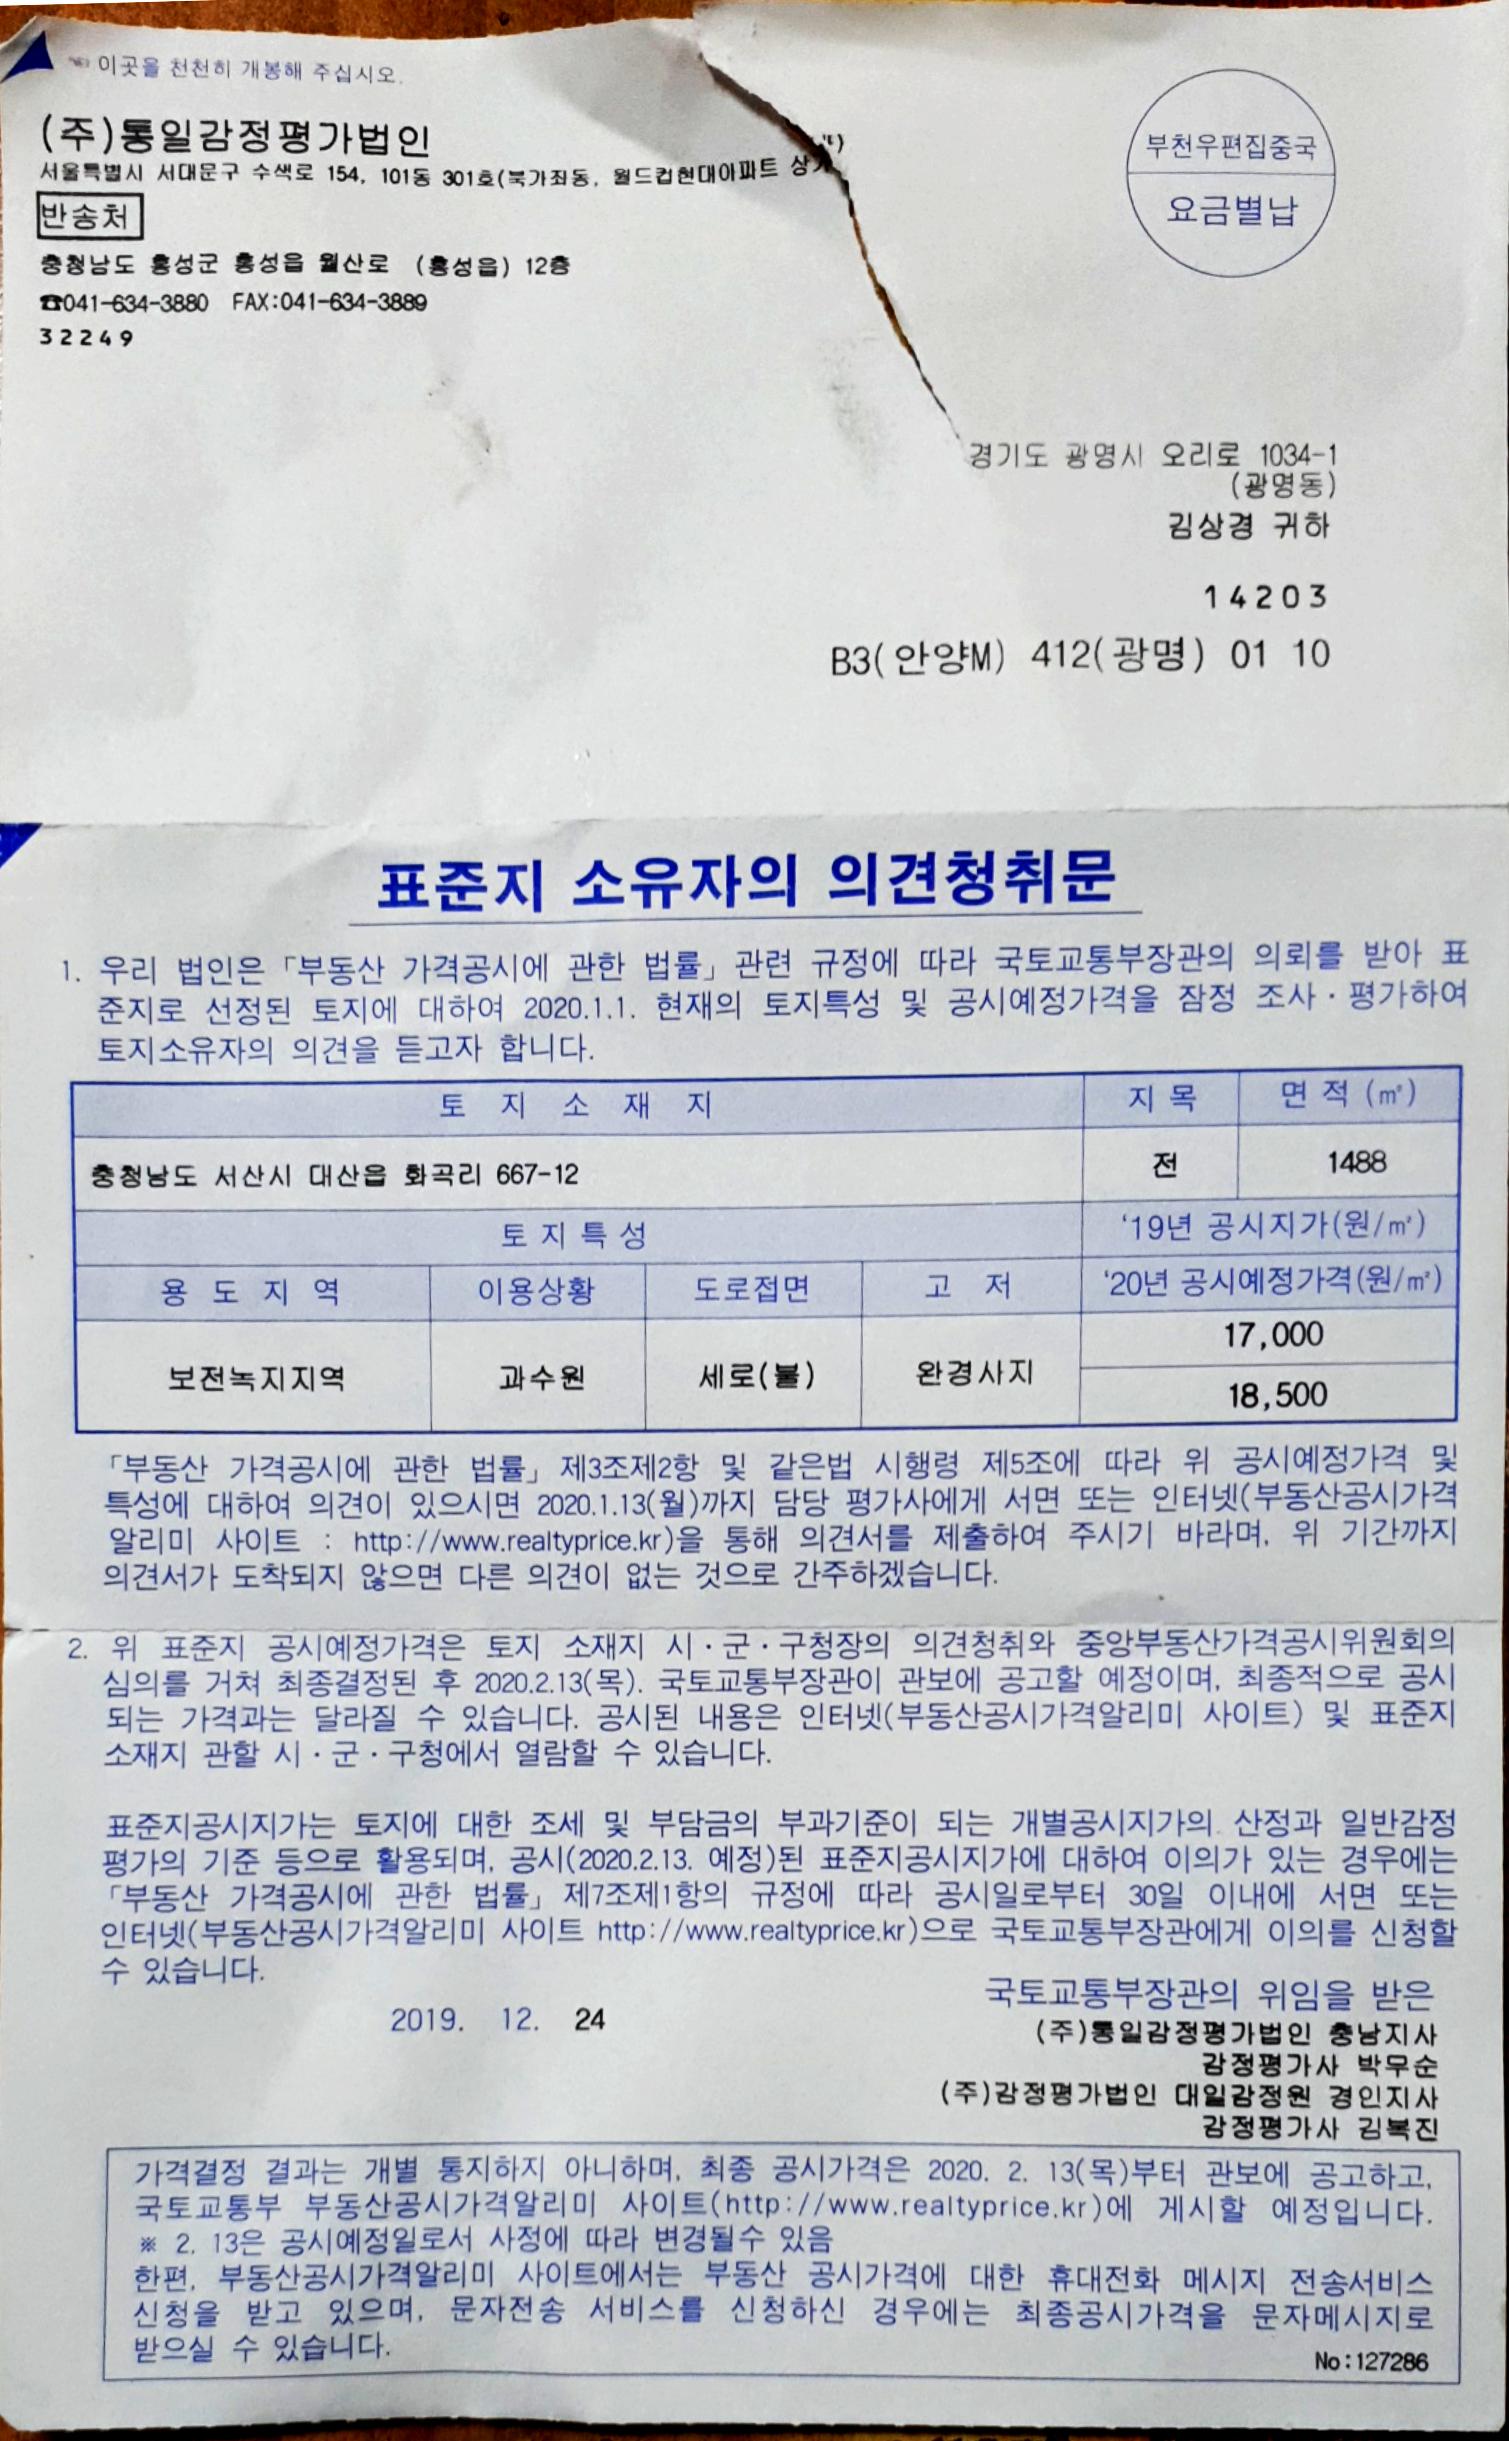 ☜ 이곳을 천천히 개봉해 주십시오.
(주)통일감정평가법인
서울특별시 서대문구 수색로 154, 101동 301호(북가좌동, 월드컵현대아파트
반송처
충청남도 홍성군 홍성읍 월산로 (홍성읍) 12층
☎041-634-3880 FAX:041-634-3889
32249
부천우편집중국
요금별납
경기도 광명시 오리로 1034-1
(광명동)
김상경 귀하
14203
B3(안양M) 412(광명) 01 10
표준지 소유자의 의견청취문
1. 우리 법인은 「부동산 가격공시에 관한 법률」 관련 규정에 따라 국토교통부장관의 의뢰를 받아 표
준지로 선정된 토지에 대하여 2020.1.1. 현재의 토지특성 및 공시예정가격을 잠정 조사·평가하여
토지소유자의 의견을 듣고자 합니다.
토 지 소 재 지 지 목 면 적 (㎡)
충청남도 서산시 대산읍 화곡리 667-12 전 1488
토 지 특 성 '19년 공시지가(원/㎡)
용 도 지 역 이용상황 도로접면 고 저 '20년 공시예정가격(원/㎡)
보전녹지지역 과수원 세로(불) 완경사지 17,000
18,500
「부동산 가격공시에 관한 법률」 제3조제2항 및 같은법 시행령 제5조에 따라 위 공시예정가격 및
특성에 대하여 의견이 있으시면 2020.1.13(월)까지 담당 평가사에게 서면 또는 인터넷(부동산공시가격
알리미 사이트 : http://www.realtyprice.kr)을 통해 의견서를 제출하여 주시기 바라며, 위 기간까지
의견서가 도착되지 않으면 다른 의견이 없는 것으로 간주하겠습니다.
2. 위 표준지 공시예정가격은 토지 소재지 시·군·구청장의 의견청취와 중앙부동산가격공시위원회의
심의를 거쳐 최종결정된 후 2020.2.13(목). 국토교통부장관이 관보에 공고할 예정이며, 최종적으로 공시
되는 가격과는 달라질 수 있습니다. 공시된 내용은 인터넷(부동산공시가격알리미 사이트) 및 표준지
소재지 관할 시·군·구청에서 열람할 수 있습니다.
표준지공시지가는 토지에 대한 조세 및 부담금의 부과기준이 되는 개별공시지가의 산정과 일반감정
평가의 기준 등으로 활용되며, 공시(2020.2.13. 예정)된 표준지공시지가에 대하여 이의가 있는 경우에는
「부동산 가격공시에 관한 법률」 제7조제1항의 규정에 따라 공시일로부터 30일 이내에 서면 또는
인터넷(부동산공시가격알리미 사이트 http://www.realtyprice.kr)으로 국토교통부장관에게 이의를 신청할
수 있습니다.
국토교통부장관의 위임을 받은
2019. 12. 24
(주)통일감정평가법인 충남지사
감정평가사 박무순
(주)감정평가법인 대일감정원 경인지사
감정평가사 김복진
가격결정 결과는 개별 통지하지 아니하며, 최종 공시가격은 2020. 2. 13(목)부터 관보에 공고하고,
국토교통부 부동산공시가격알리미 사이트(http://www.realtyprice.kr)에 게시할 예정입니다.
※ 2. 13은 공시예정일로서 사정에 따라 변경될수 있음
한편, 부동산공시가격알리미 사이트에서는 부동산 공시가격에 대한 휴대전화 메시지 전송서비스
신청을 받고 있으며, 문자전송 서비스를 신청하신 경우에는 최종공시가격을 문자메시지로
받으실 수 있습니다.
No:127286